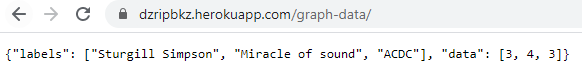 dzripbkz.herokuapp.com/graph-data/
{"labels": ["Sturgill Simpson", "Miracle of sound", "ACDC"], "data": [3, 4, 3]}